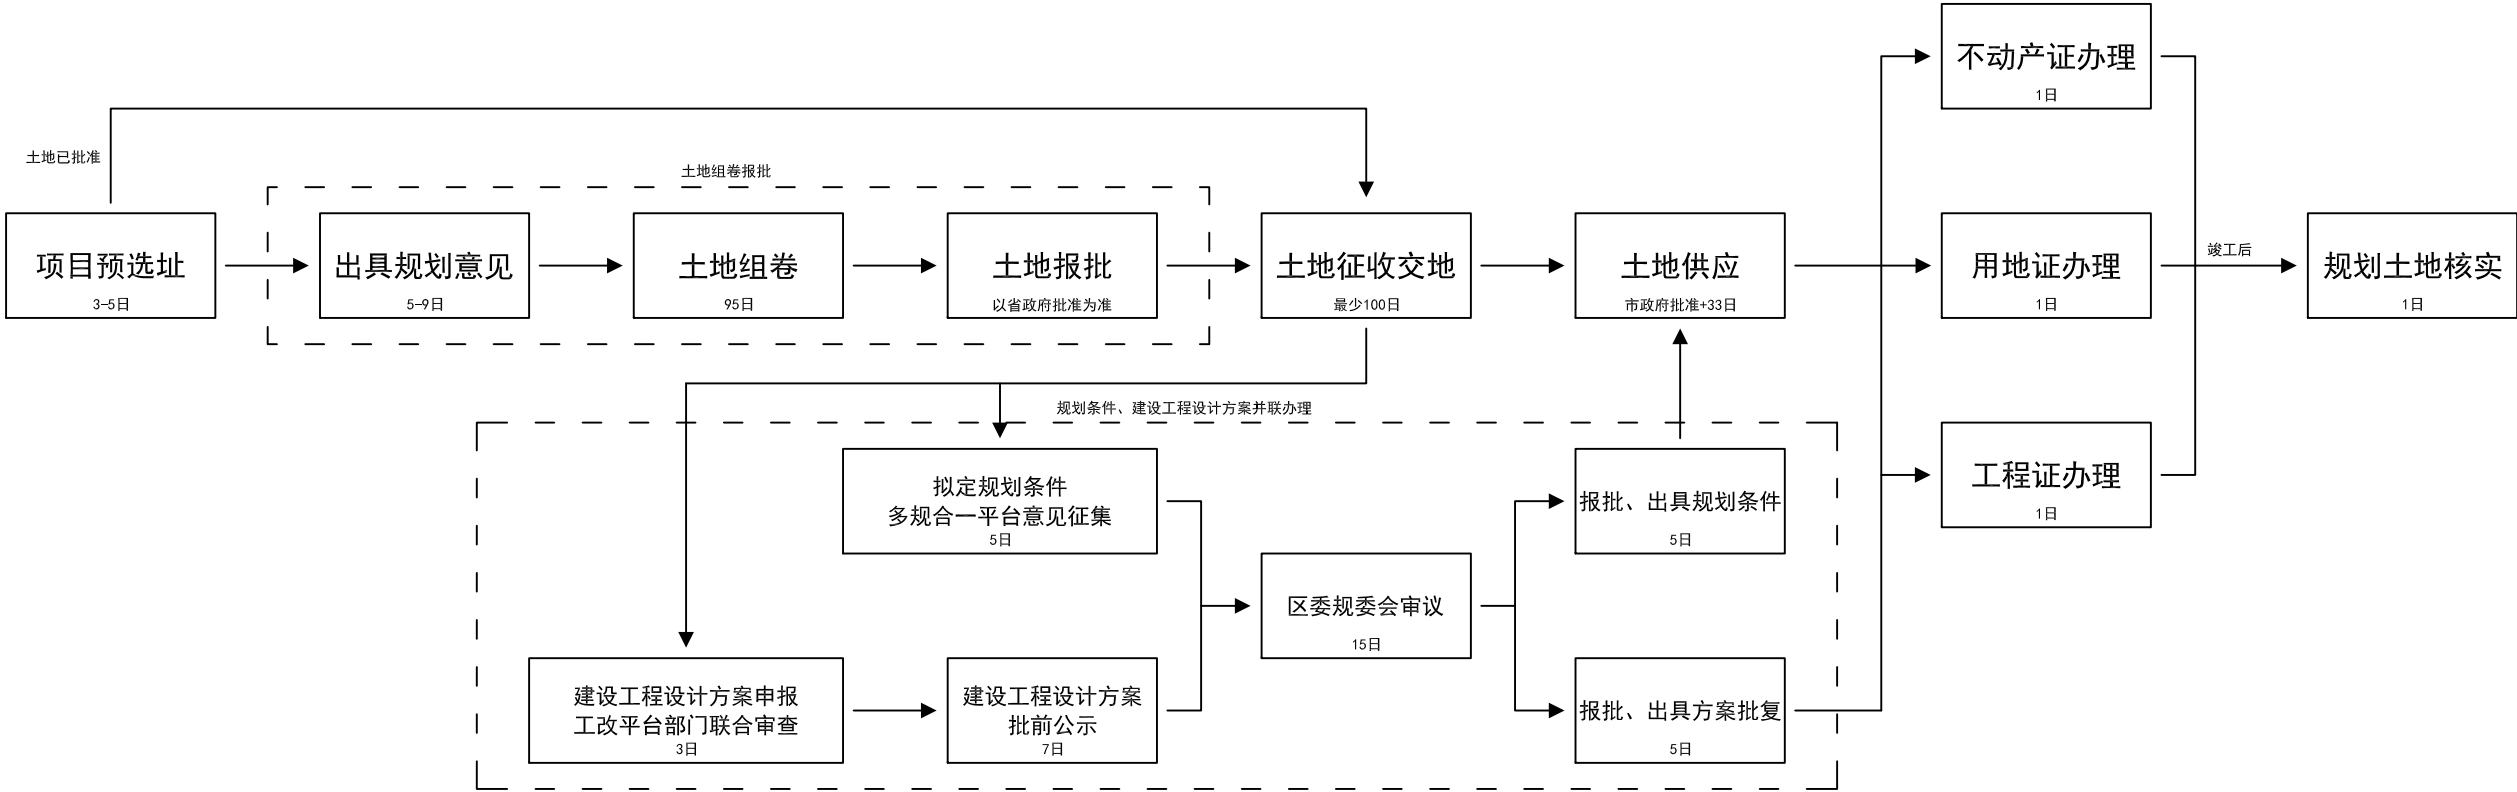 不动产证办理
1日
土地已批准
土地组卷报批
项目预选址
3-5日
出具规划意见
5-9日
土地组卷
95日
土地报批
以省政府批准为准
土地征收交地
最少100日
土地供应
市政府批准+33日
用地证办理
1日
竣工后
规划土地核实
1日
规划条件、建设工程设计方案并联办理
拟定规划条件
多规合一平台意见征集
5日
报批、出具规划条件
5日
工程证办理
1日
区委规委会审议
15日
建设工程设计方案申报
工改平台部门联合审查
3日
建设工程设计方案
批前公示
7日
报批、出具方案批复
5日